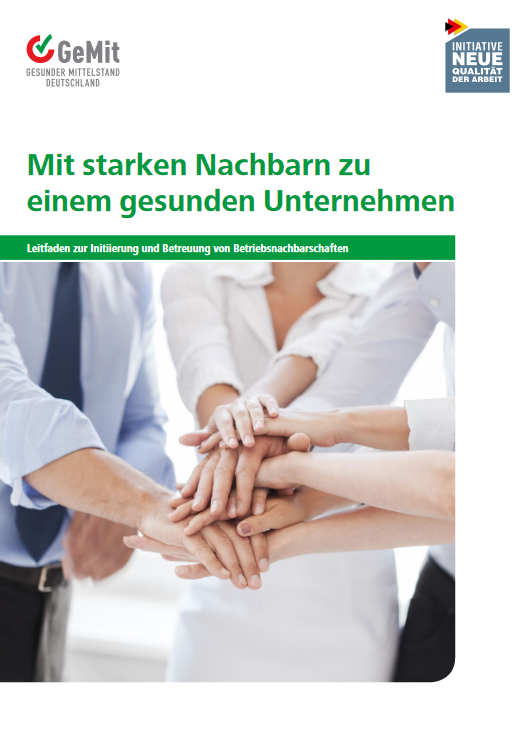 GeMit
GESUNDER MITTELSTAND
DEUTSCHLAND
INITIATIVE
NEUE
QUALITÄT
DER ARBEIT
Mit starken Nachbarn zu
einem gesunden Unternehmen
Leitfaden zur Initiierung und Betreuung von Betriebsnachbarschaften